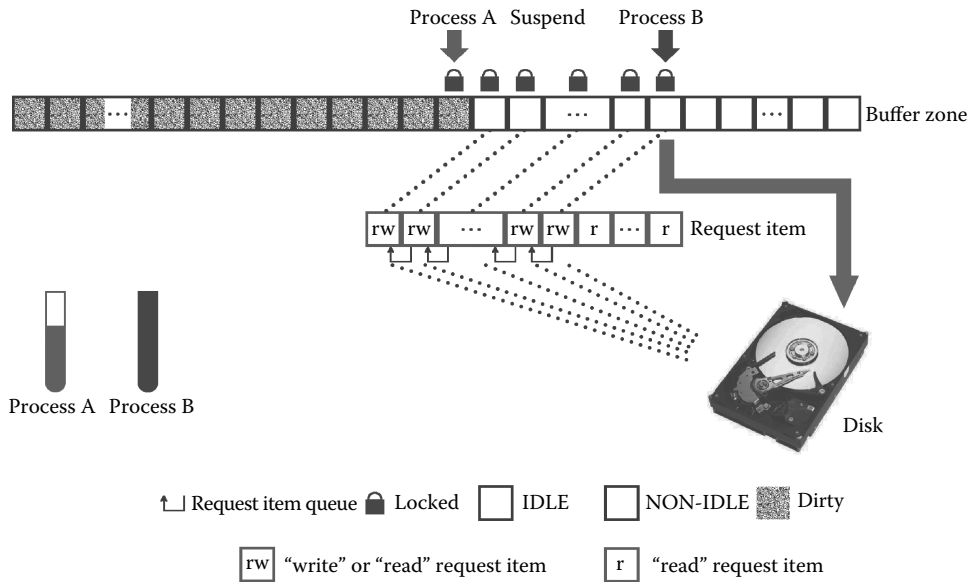 Process A Suspend Process B
... ... ...
Buffer zone
rw rw ... rw rw r ... r Request item
Process A Process B
Disk
Request item queue Locked IDLE NON-IDLE Dirty
rw “write” or “read” request item r “read” request item